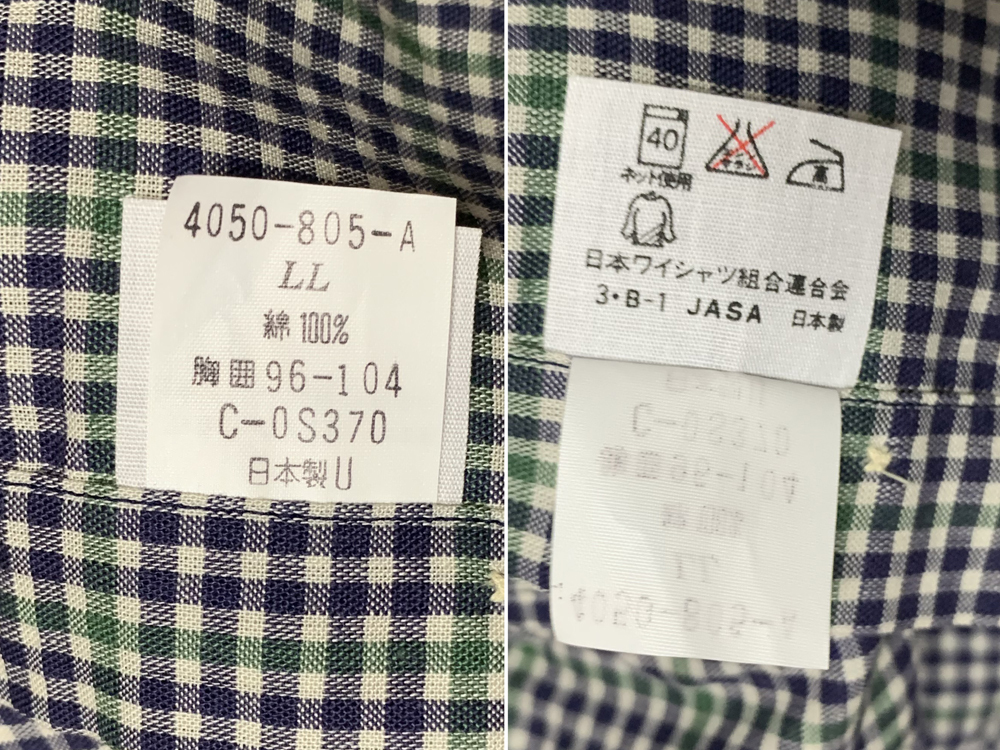 4050-805-A
LL
綿 100%
胸囲 96-104
C-0S370
日本製 U
40
ネット使用
高
日本ワイシャツ組合連合会
3・B-1 JASA 日本製